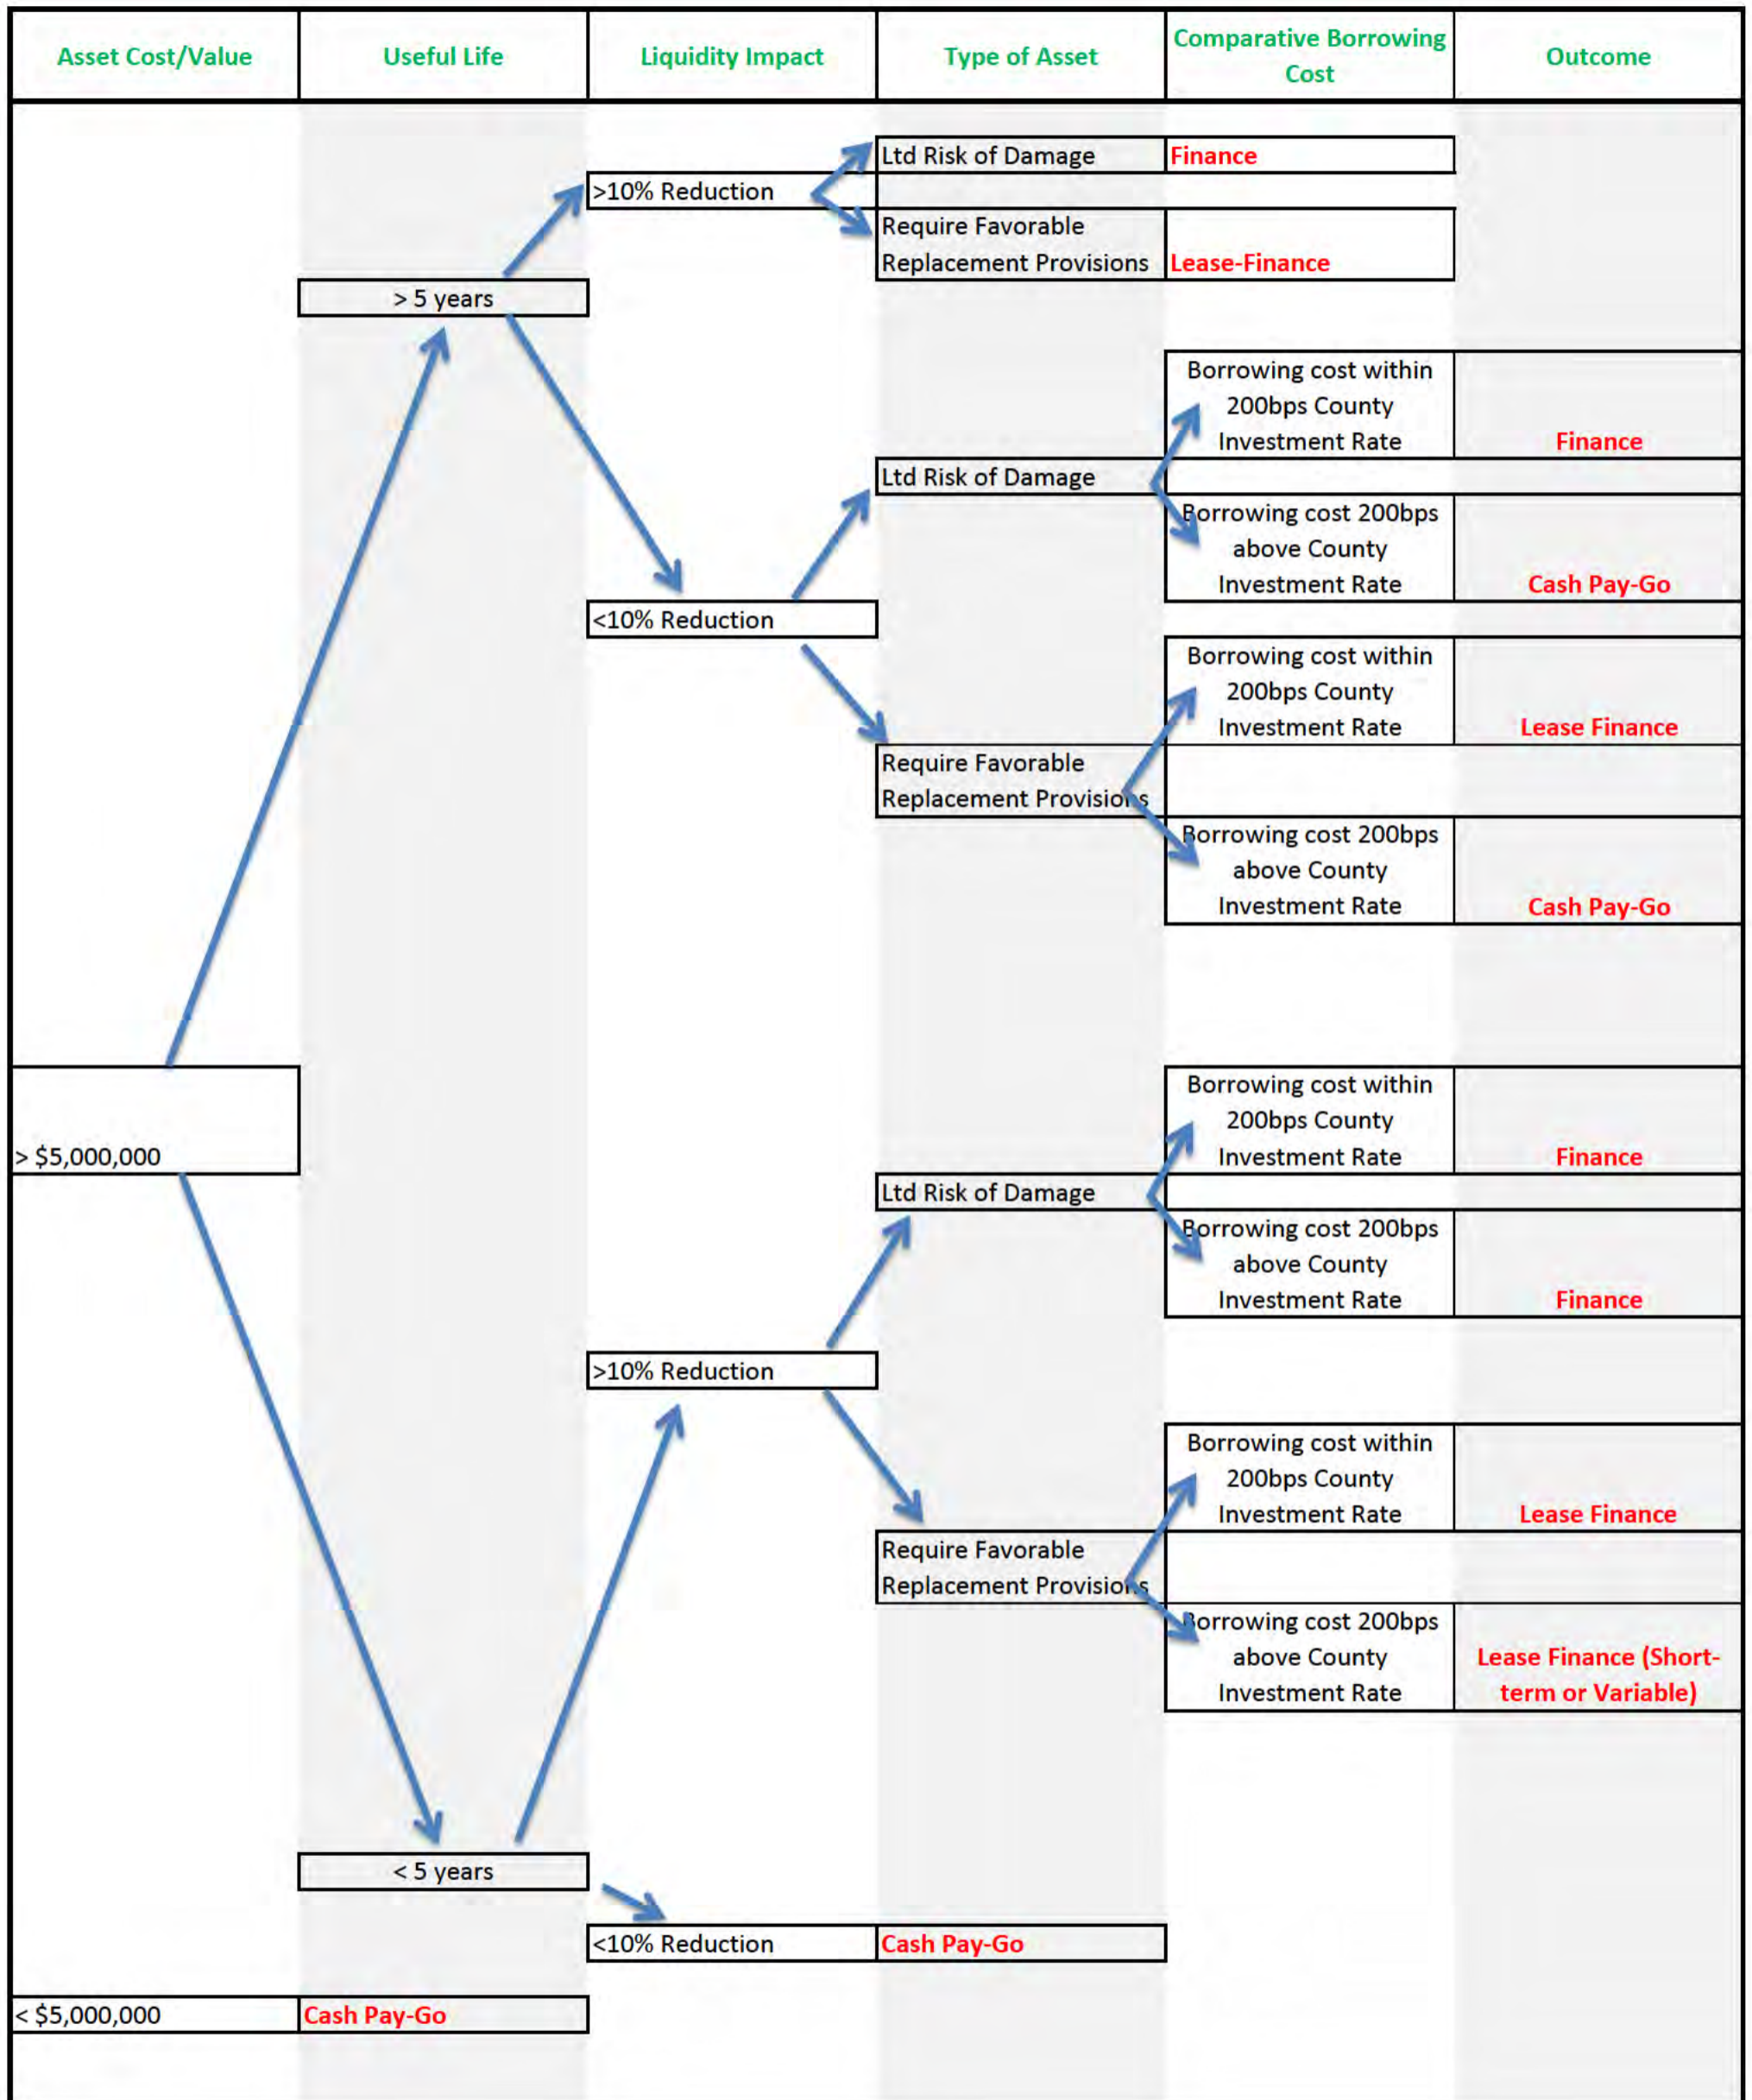 Asset Cost/Value
Useful Life
Liquidity Impact
Type of Asset
Comparative Borrowing
Cost
Outcome
Ltd Risk of Damage
Finance
>10% Reduction
Require Favorable
Replacement Provisions
Lease-Finance
> 5 years
Borrowing cost within
200bps County
Investment Rate
Finance
Ltd Risk of Damage
Borrowing cost 200bps
above County
Investment Rate
Cash Pay-Go
<10% Reduction
Borrowing cost within
200bps County
Investment Rate
Lease Finance
Require Favorable
Replacement Provisions
Borrowing cost 200bps
above County
Investment Rate
Cash Pay-Go
> $5,000,000
Borrowing cost within
200bps County
Investment Rate
Finance
Ltd Risk of Damage
Borrowing cost 200bps
above County
Investment Rate
Finance
>10% Reduction
Borrowing cost within
200bps County
Investment Rate
Lease Finance
Require Favorable
Replacement Provisions
Borrowing cost 200bps
above County
Investment Rate
Lease Finance (Short-
term or Variable)
< 5 years
<10% Reduction
Cash Pay-Go
< $5,000,000
Cash Pay-Go